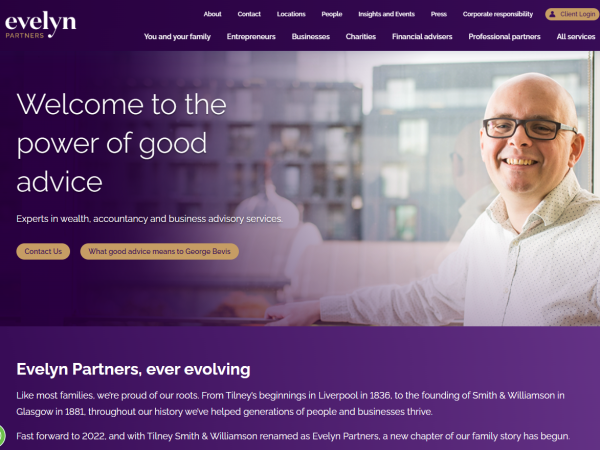 evelyn
PARTNERS
About Contact Locations People Insights and Events Press Corporate responsibility Client Login
You and your family Entrepreneurs Businesses Charities Financial advisers Professional partners All services
Welcome to the
power of good
advice
Experts in wealth, accountancy and business advisory services.
Contact Us What good advice means to George Bevis
Evelyn Partners, ever evolving
Like most families, we're proud of our roots. From Tilney's beginnings in Liverpool in 1836, to the founding of Smith & Williamson in
Glasgow in 1881, throughout our history we've helped generations of people and businesses thrive.
Fast forward to 2022, and with Tilney Smith & Williamson renamed as Evelyn Partners, a new chapter of our family story has begun.